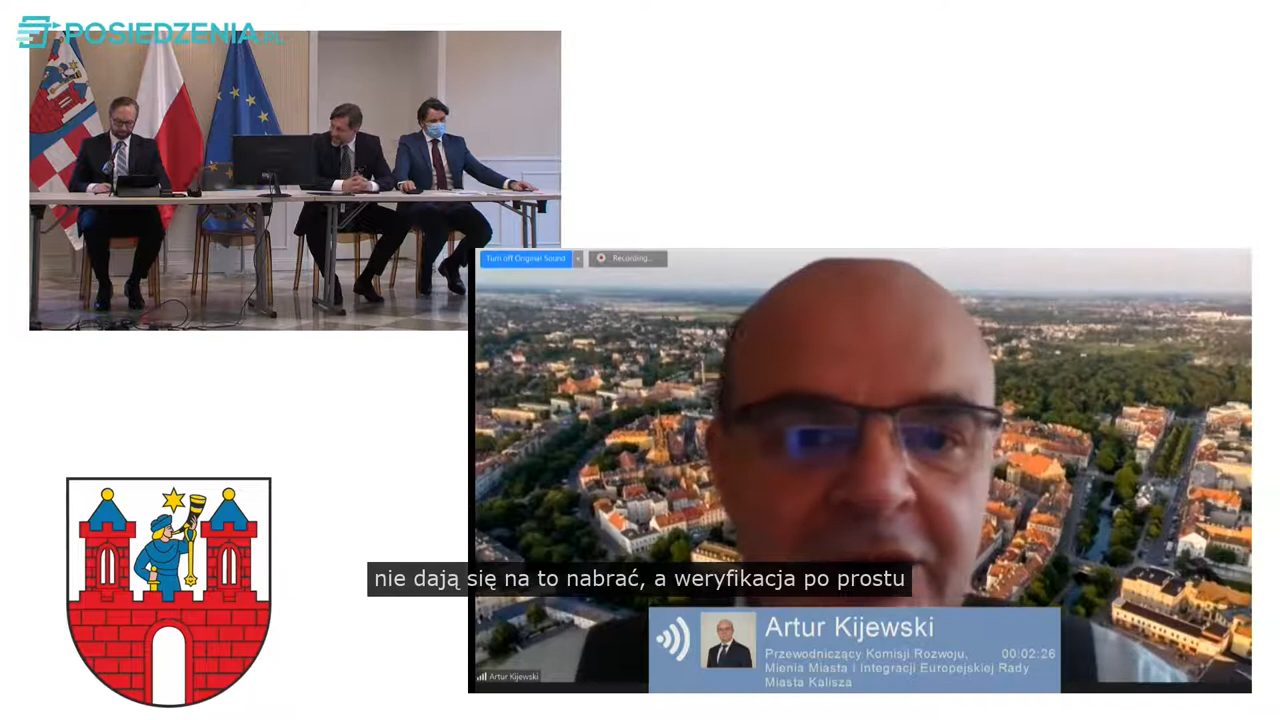 POSIEDZENIA.PL
Turn off Original Sound
Recording...
nie dają się na to nabrać, a weryfikacja po prostu
Artur Kijewski
Przewodniczący Komisji Rozwoju, 00:02:26
Mienia Miasta i Integracji Europejskiej Rady
Miasta Kalisza
Artur Kijewski